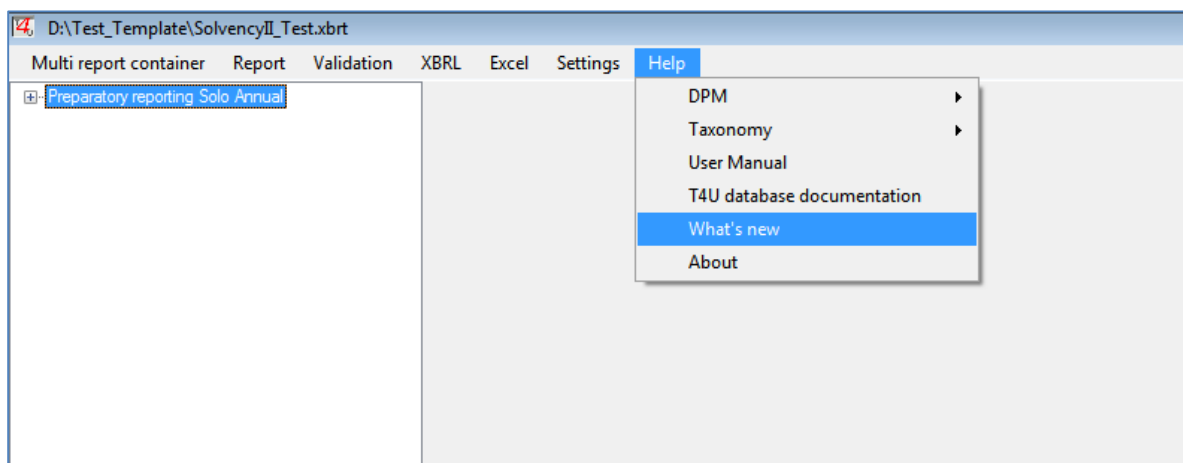 D:\Test_Template\SolvencyII_Test.xbrt
Multi report container Report Validation XBRL Excel Settings Help
Preparatory reporting Solo Annual
DPM
Taxonomy
User Manual
T4U database documentation
What's new
About